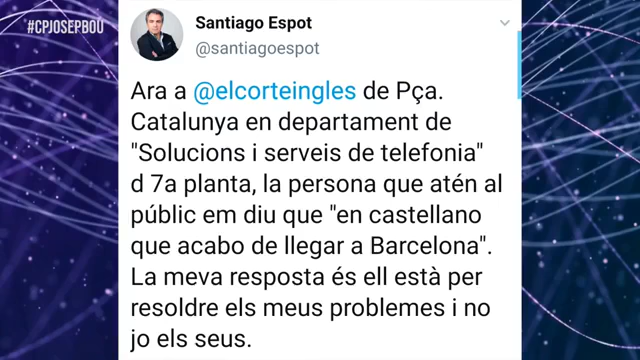 #CPJOSEPBOU
Santiago Espot
@santiagoespot
Ara a @elcorteingles de Pça.
Catalunya en departament de
"Solucions i serveis de telefonia"
d 7a planta, la persona que atén al
públic em diu que "en castellano
que acabo de llegar a Barcelona".
La meva resposta és ell està per
resoldre els meus problemes i no
jo els seus.